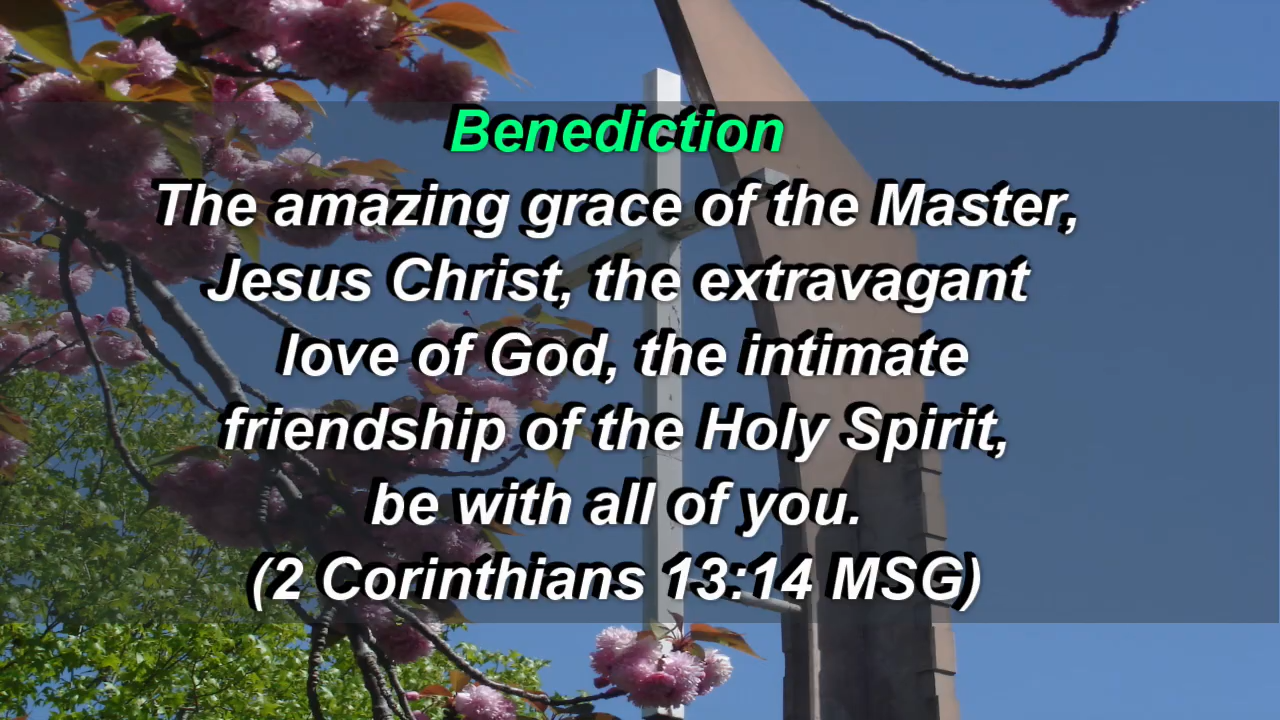 Benediction
The amazing grace of the Master,
Jesus Christ, the extravagant
love of God, the intimate
friendship of the Holy Spirit,
be with all of you.
(2 Corinthians 13:14 MSG)